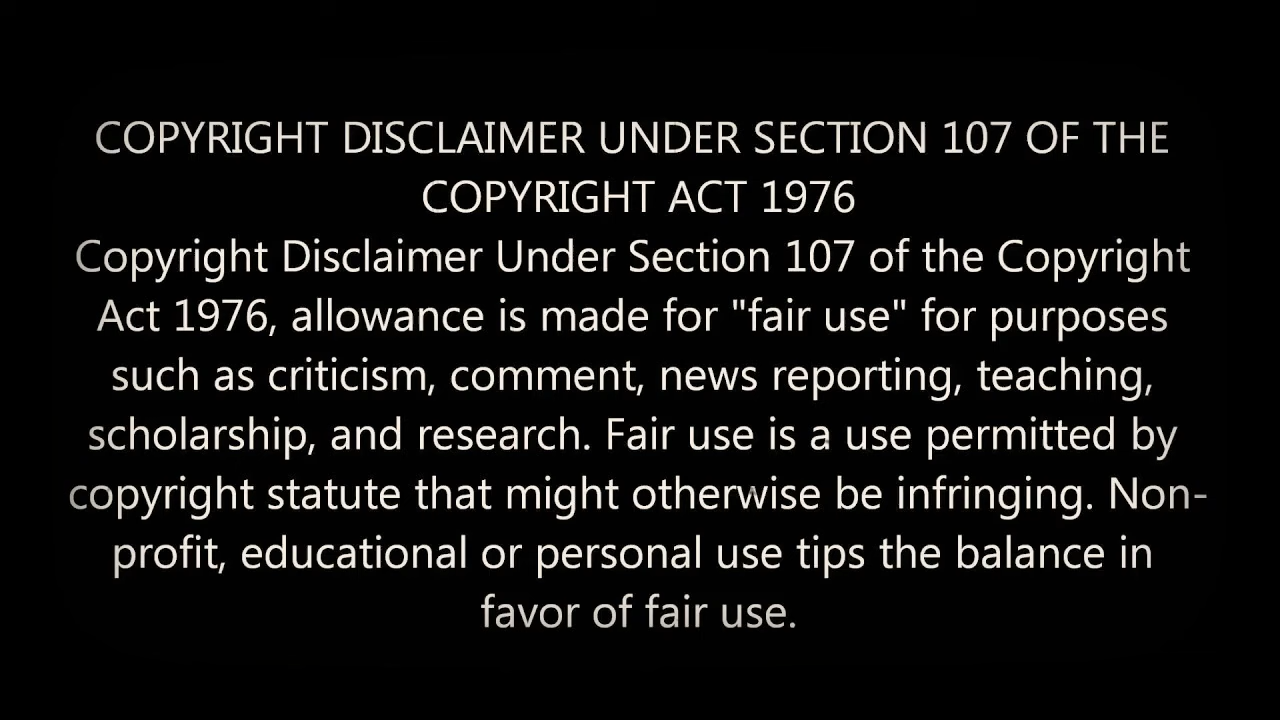 COPYRIGHT DISCLAIMER UNDER SECTION 107 OF THE
COPYRIGHT ACT 1976
Copyright Disclaimer Under Section 107 of the Copyright
Act 1976, allowance is made for "fair use" for purposes
such as criticism, comment, news reporting, teaching,
scholarship, and research. Fair use is a use permitted by
copyright statute that might otherwise be infringing. Non-
profit, educational or personal use tips the balance in
favor of fair use.